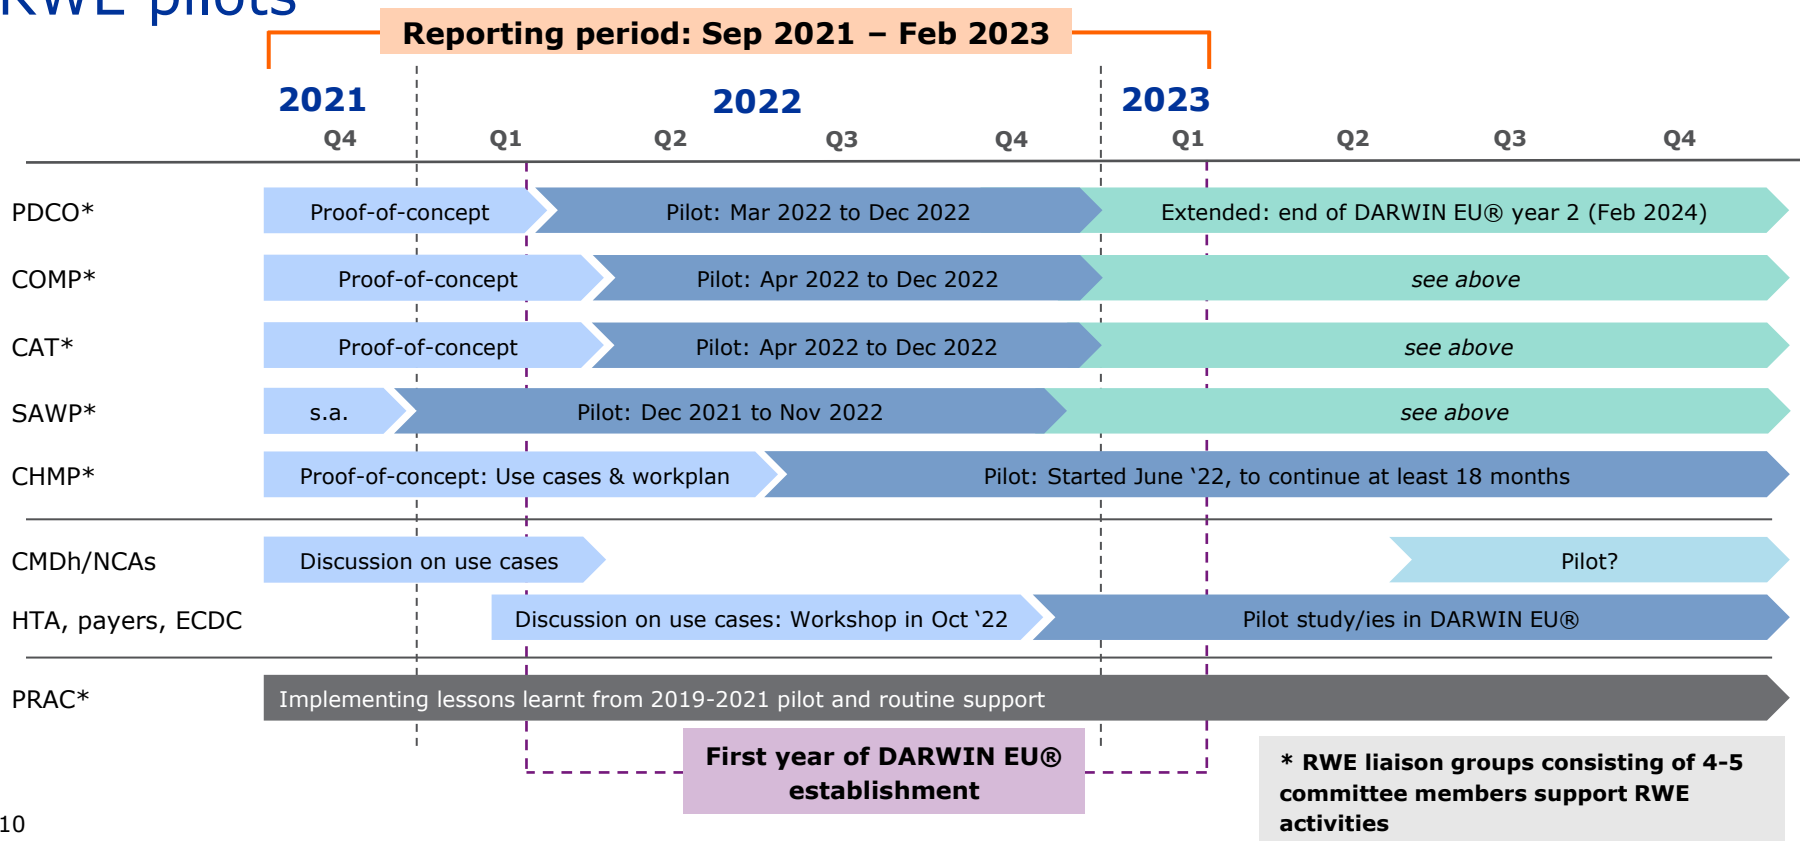 RWE pilots
Reporting period: Sep 2021 – Feb 2023
2021 2022 2023
Q4 Q1 Q2 Q3 Q4 Q1 Q2 Q3 Q4
PDCO* Proof-of-concept Pilot: Mar 2022 to Dec 2022 Extended: end of DARWIN EU® year 2 (Feb 2024)
COMP* Proof-of-concept Pilot: Apr 2022 to Dec 2022 see above
CAT* Proof-of-concept Pilot: Apr 2022 to Dec 2022 see above
SAWP* s.a. Pilot: Dec 2021 to Nov 2022 see above
CHMP* Proof-of-concept: Use cases & workplan Pilot: Started June ‘22, to continue at least 18 months
CMDh/NCAs Discussion on use cases Pilot?
HTA, payers, ECDC Discussion on use cases: Workshop in Oct ‘22 Pilot study/ies in DARWIN EU®
PRAC* Implementing lessons learnt from 2019-2021 pilot and routine support
First year of DARWIN EU®
establishment
* RWE liaison groups consisting of 4-5
committee members support RWE
activities
10